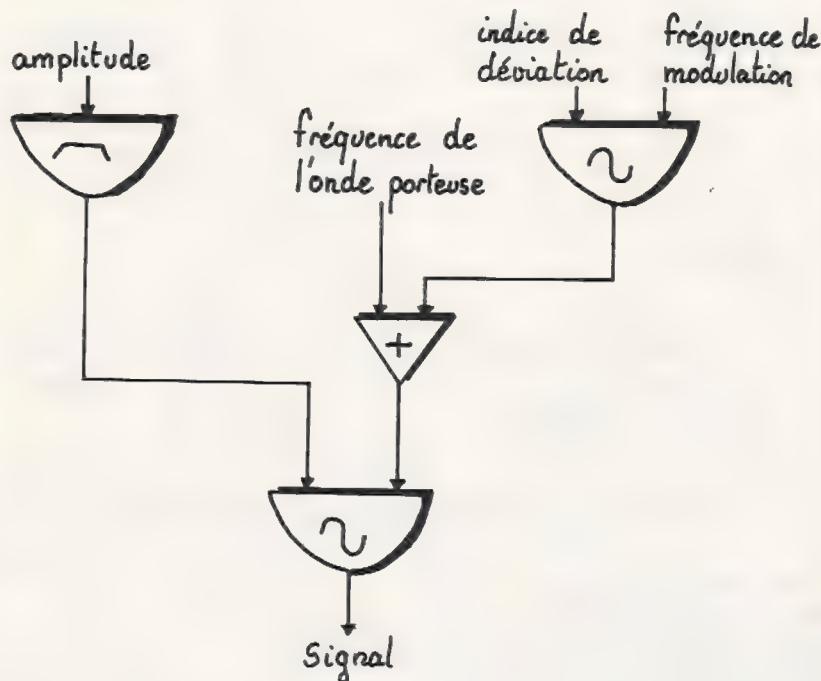 amplitude
indice de
déviation
fréquence de
modulation
fréquence de
l'onde porteuse
+
Signal